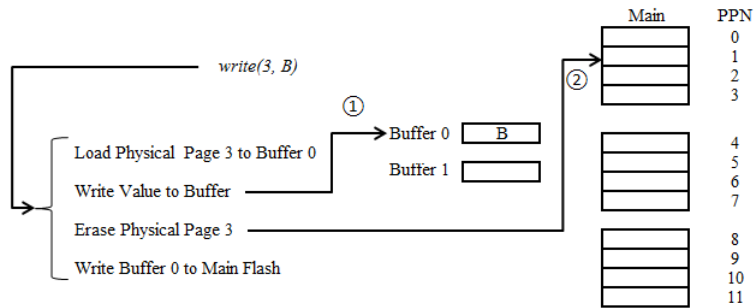 Main PPN
0
write(3, B)
1
②
2
3
①
Buffer 0 B
Load Physical Page 3 to Buffer 0
4
Buffer 1
5
Write Value to Buffer
6
7
Erase Physical Page 3
8
9
Write Buffer 0 to Main Flash
10
11